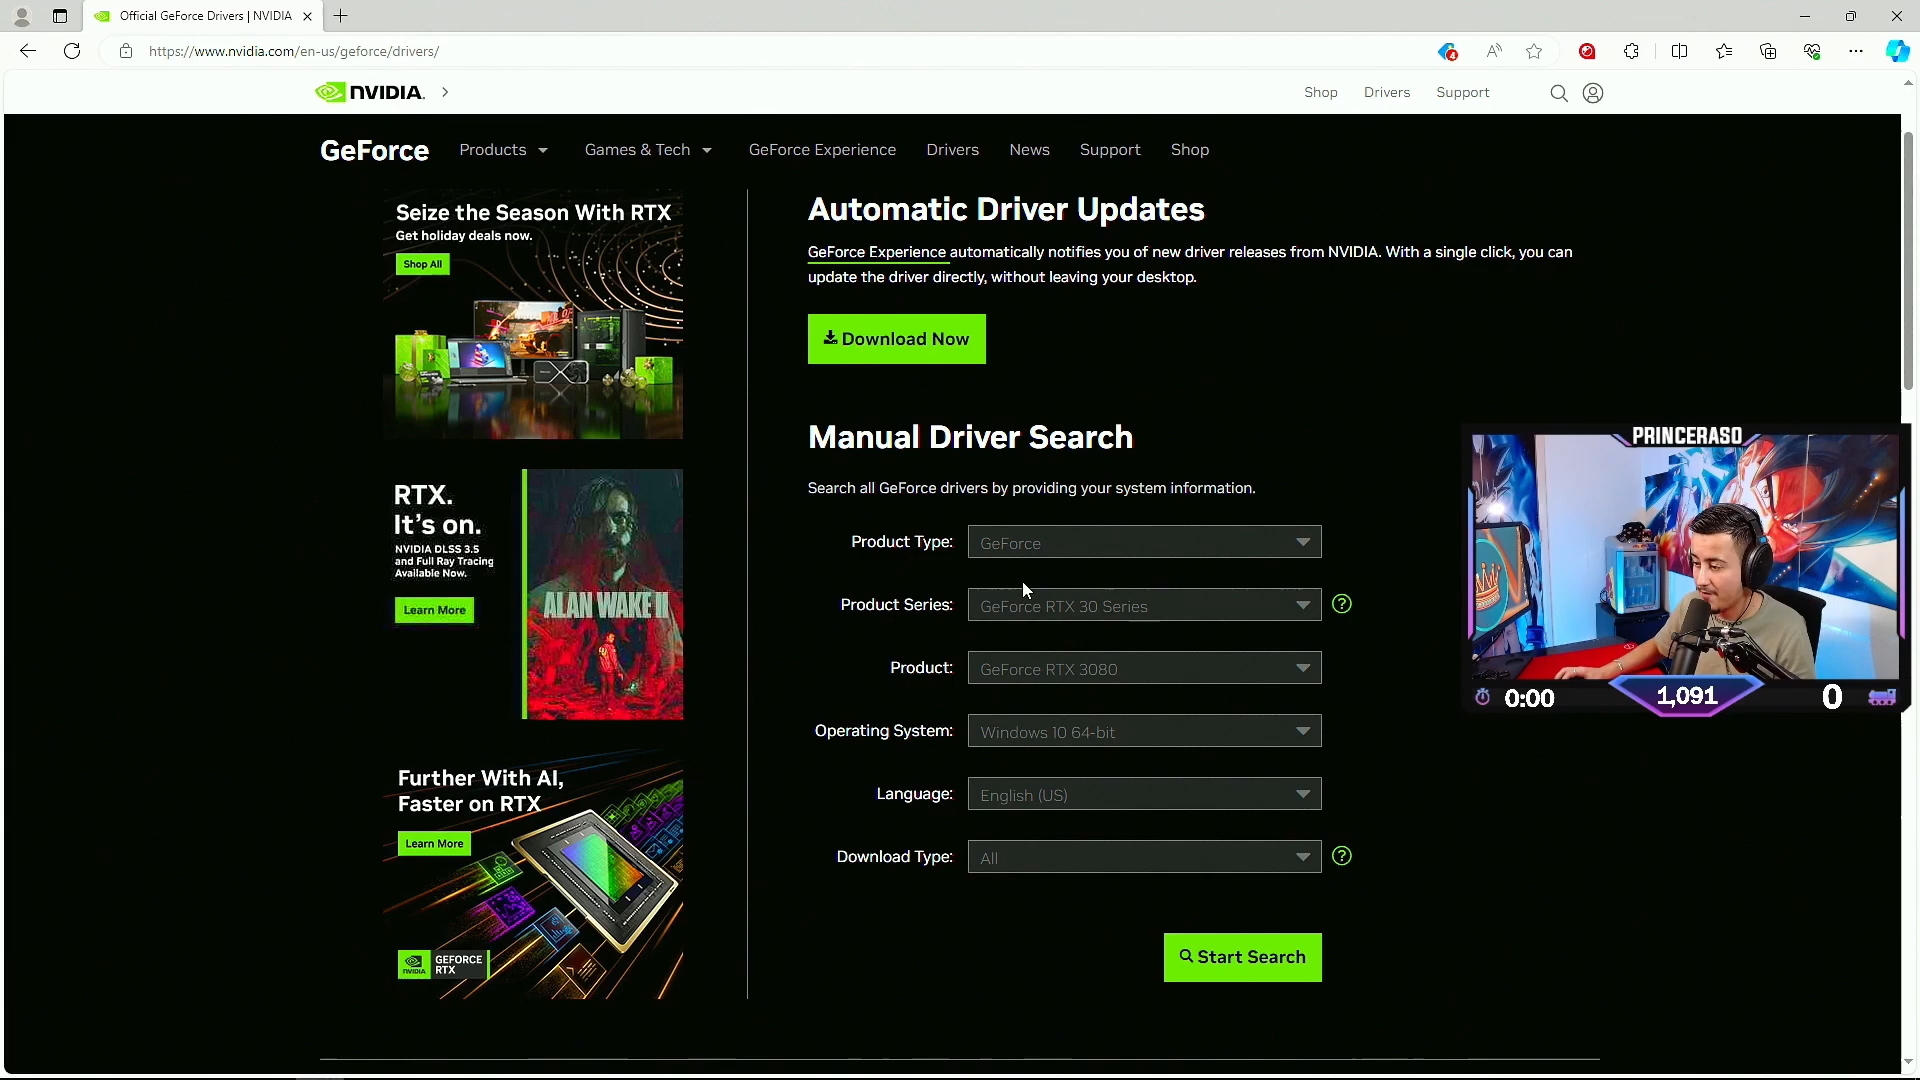 Official GeForce Drivers | NVIDIA
https://www.nvidia.com/en-us/geforce/drivers/
4
NVIDIA.
Shop
Drivers
Support
GeForce
Products
Games & Tech
GeForce Experience
Drivers
News
Support
Shop
Seize the Season With RTX
Get holiday deals now.
Shop All
RTX.
It's on.
NVIDIA DLSS 3.5
and Full Ray Tracing
Available Now.
Learn More
ALAN WAKE II
Further With AI,
Faster on RTX
Learn More
NVIDIA
GEFORCE
RTX
Automatic Driver Updates
GeForce Experience automatically notifies you of new driver releases from NVIDIA. With a single click, you can
update the driver directly, without leaving your desktop.
Download Now
Manual Driver Search
Search all GeForce drivers by providing your system information.
Product Type: GeForce
Product Series: GeForce RTX 30 Series ?
Product: GeForce RTX 3080
Operating System: Windows 10 64-bit
Language: English (US)
Download Type: All ?
Start Search
PRINCERASO
0:00
1,091
0